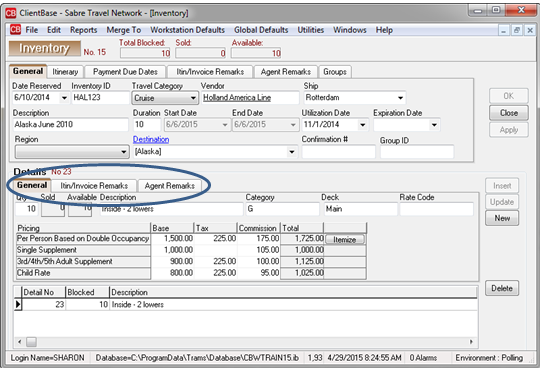 CB ClientBase - Sabre Travel Network - [Inventory]
CB File Edit Reports Merge To Workstation Defaults Global Defaults Utilities Windows Help
Inventory No. 15 Total Blocked: 10 Sold: 0 Available: 10
General Itinerary Payment Due Dates Itin/Invoice Remarks Agent Remarks Groups
Date Reserved Inventory ID Travel Category Vendor Ship
6/10/2014 HAL123 Cruise Holland America Line Rotterdam OK
Description Duration Start Date End Date Utilization Date Expiration Date Close
Alaska June 2010 10 6/6/2015 6/6/2015 11/1/2014 Apply
Region Destination Confirmation # Group ID
[Alaska]
Details No 23
General Itin/Invoice Remarks Agent Remarks Insert
Qty Sold Available Description Category Deck Rate Code Update
10 0 10 Inside - 2 lowers G Main New
Pricing Base Tax Commission Total
Per Person Based on Double Occupancy 1,500.00 225.00 175.00 1,725.00 Itemize
Single Supplement 1,000.00 105.00 1,000.00
3rd/4th/5th Adult Supplement 900.00 225.00 100.00 1,125.00
Child Rate 800.00 225.00 95.00 1,025.00
Detail No Blocked Description Delete
23 10 Inside - 2 lowers
Login Name=SHARON Database=C:\ProgramData\Trams\Database\CBW\TRAIN15.ib 1,93 4/29/2015 8:24:55 AM 0 Alarms Environment : Polling